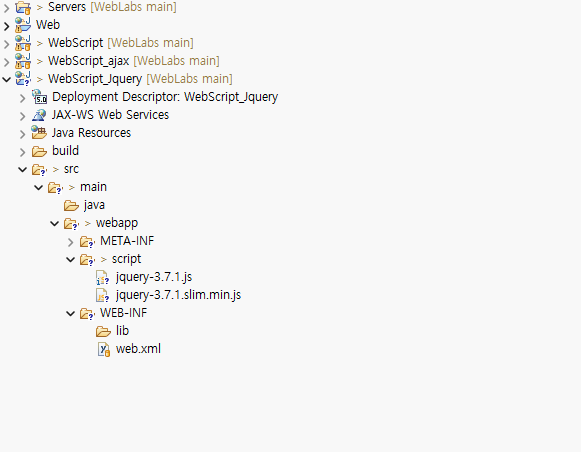 > Servers [WebLabs main]
Web
> WebScript [WebLabs main]
> WebScript_ajax [WebLabs main]
> WebScript_Jquery [WebLabs main]
Deployment Descriptor: WebScript_Jquery
JAX-WS Web Services
Java Resources
build
> src
> main
java
> webapp
META-INF
> script
jquery-3.7.1.js
jquery-3.7.1.slim.min.js
WEB-INF
lib
web.xml